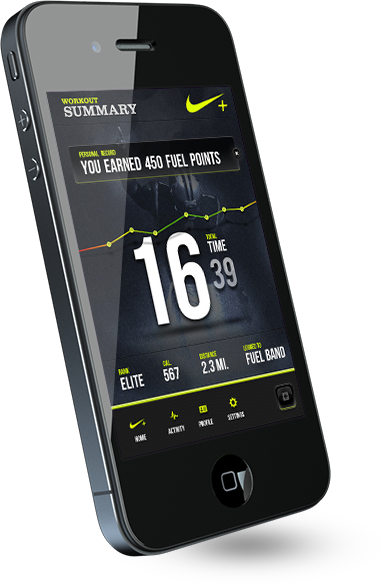 WORKOUT
SUMMARY
PERSONAL RECORD
YOU EARNED 450 FUEL POINTS
16 39
TOTAL
TIME
RANK
ELITE
CAL
567
DISTANCE
2.3 MI.
FUEL BAND
HOME
ACTIVITY
PROFILE
SETTINGS